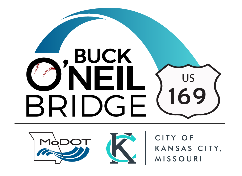 BUCK
O'NEIL
BRIDGE
US
169
MoDOT
KC
CITY OF
KANSAS CITY,
MISSOURI